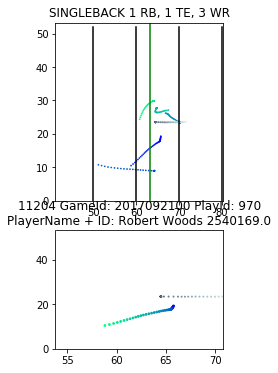 SINGLEBACK 1 RB, 1 TE, 3 WR
50
40
30
20
10
0
50 60 70 80
11204 GameId: 2017092100 PlayId: 970
PlayerName + ID: Robert Woods 2540169.0
40
20
0
55 60 65 70